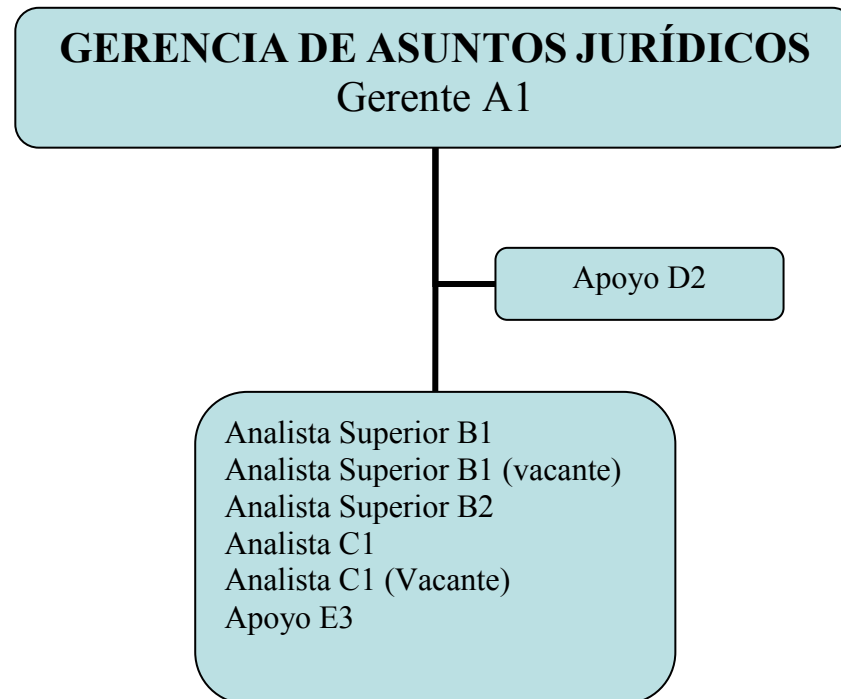 GERENCIA DE ASUNTOS JURÍDICOS
Gerente A1
Apoyo D2
Analista Superior B1
Analista Superior B1 (vacante)
Analista Superior B2
Analista C1
Analista C1 (Vacante)
Apoyo E3